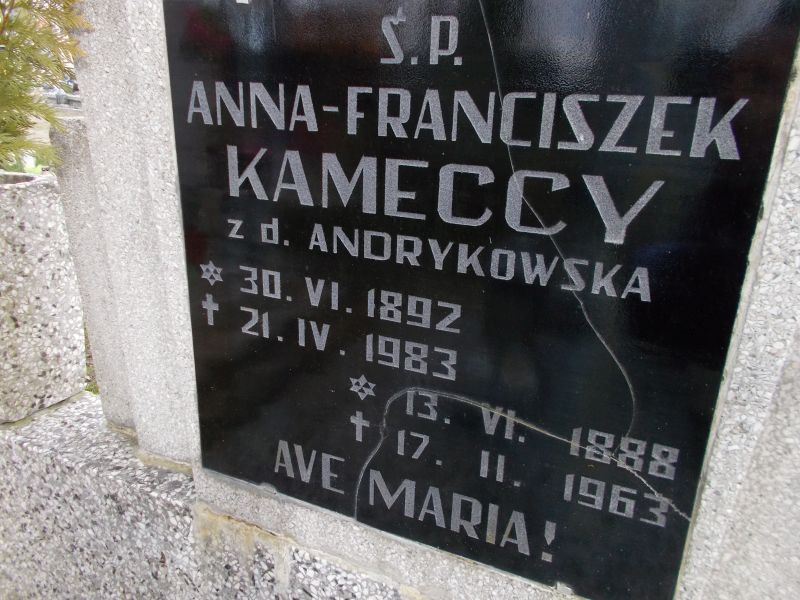 Ś.P.
ANNA-FRANCISZEK
KAMECCY
z d. ANDRYKOWSKA
✡ 30. VI. 1892
† 21. IV. 1983
✡ 13. VI. 1888
† 17. II. 1963
AVE MARIA!